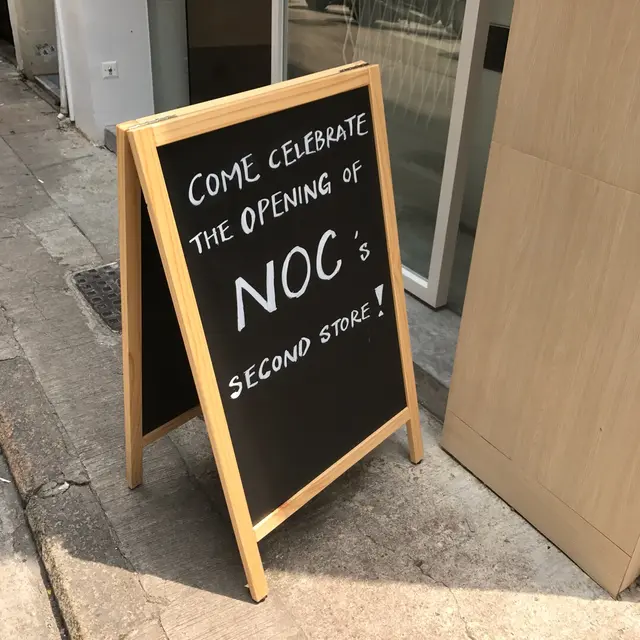 COME CELEBRATE
THE OPENING OF
NOC's
SECOND STORE!